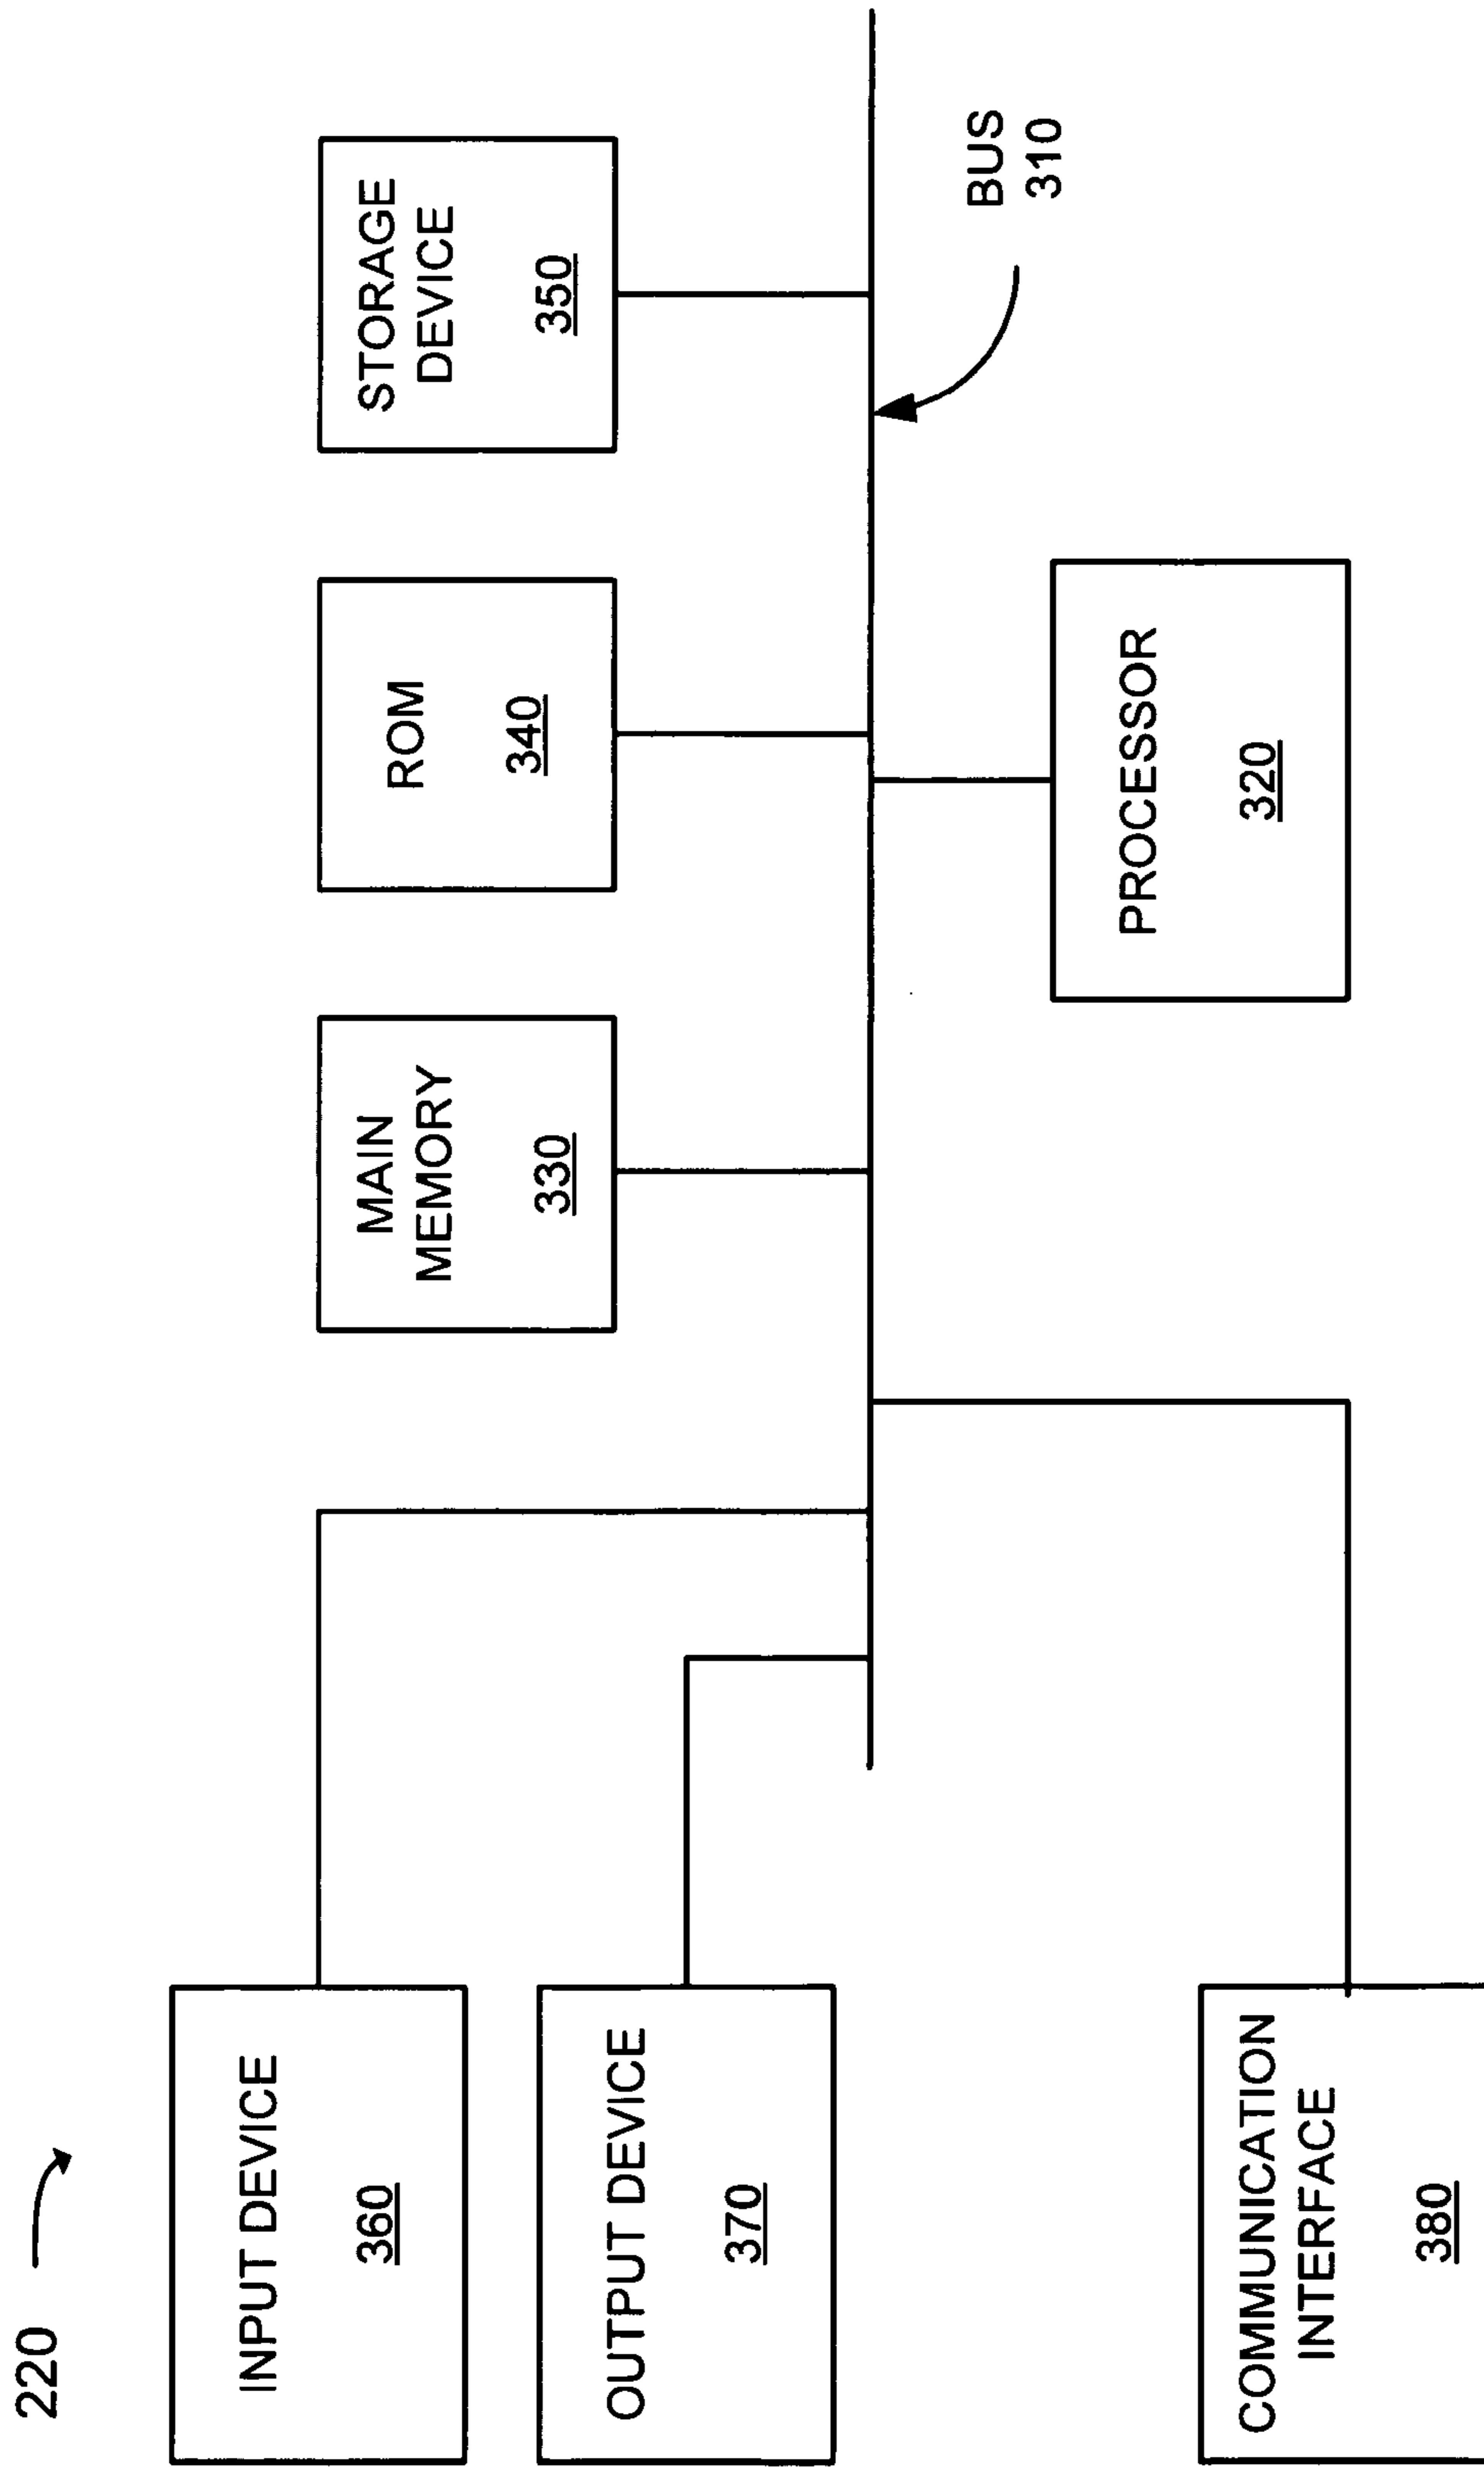 220
INPUT DEVICE
360
OUTPUT DEVICE
370
COMMUNICATION
INTERFACE
380
MAIN
MEMORY
330
ROM
340
STORAGE
DEVICE
350
PROCESSOR
320
BUS
310